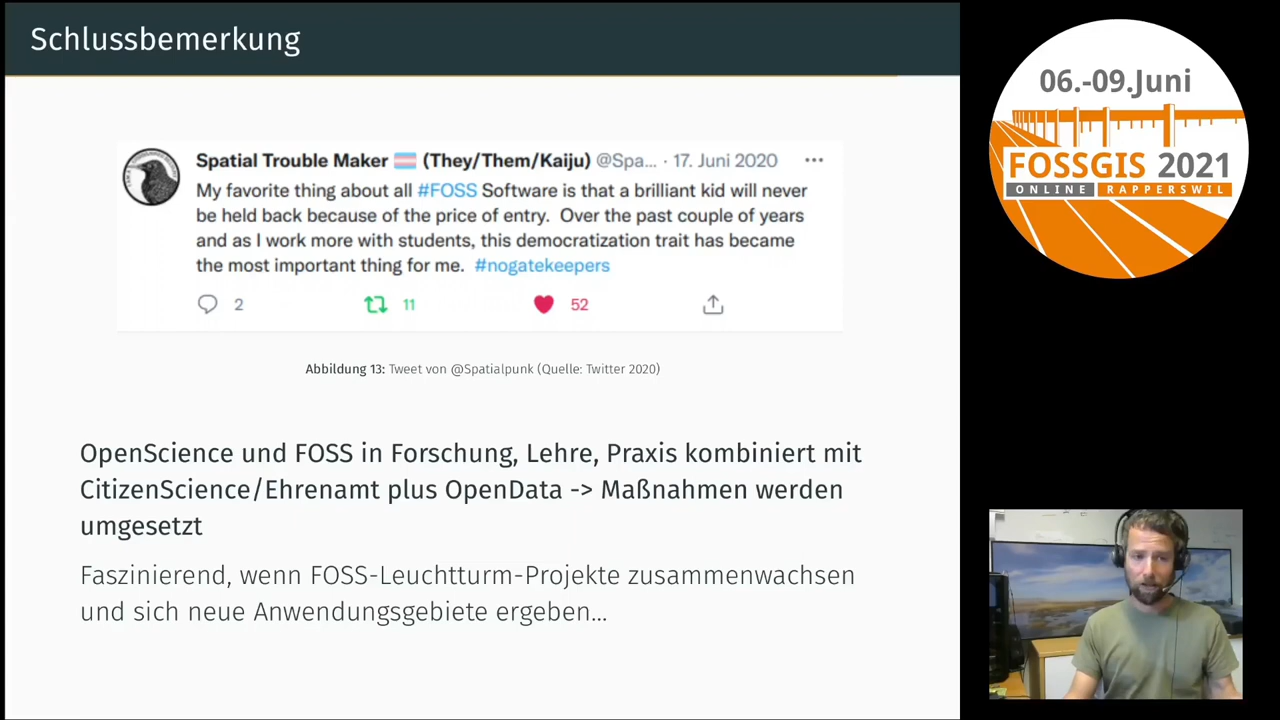 Schlussbemerkung
Spatial Trouble Maker (They/Them/Kaiju) @Spa... · 17. Juni 2020 ···
My favorite thing about all #FOSS Software is that a brilliant kid will never
be held back because of the price of entry. Over the past couple of years
and as I work more with students, this democratization trait has became
the most important thing for me. #nogatekeepers
2 11 52
Abbildung 13: Tweet von @Spatialpunk (Quelle: Twitter 2020)
OpenScience und FOSS in Forschung, Lehre, Praxis kombiniert mit
CitizenScience/Ehrenamt plus OpenData -> Maßnahmen werden
umgesetzt
Faszinierend, wenn FOSS-Leuchtturm-Projekte zusammenwachsen
und sich neue Anwendungsgebiete ergeben...
06.-09.Juni
FOSSGIS 2021
ONLINE RAPPERSWIL